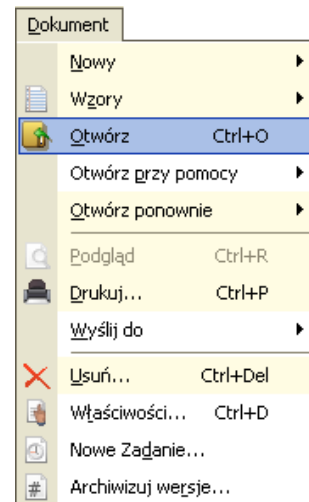 Dokument
Nowy
Wzory
Otwórz Ctrl+O
Otwórz przy pomocy
Otwórz ponownie
Podgląd Ctrl+R
Drukuj... Ctrl+P
Wyślij do
Usuń... Ctrl+Del
Właściwości... Ctrl+D
Nowe Zadanie...
Archiwizuj wersje...